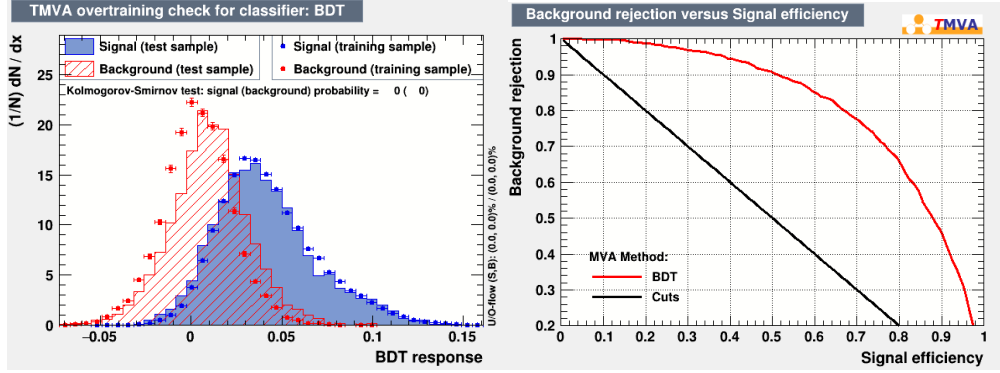 TMVA overtraining check for classifier: BDT
(1/N) dN / dx
Signal (test sample)
Background (test sample)
Signal (training sample)
Background (training sample)
Kolmogorov-Smirnov test: signal (background) probability = 0 ( 0)
25
20
15
10
5
0
−0.05 0 0.05 0.1 0.15
BDT response
U/O-flow (S,B): (0.0, 0.0)% / (0.0, 0.0)%
Background rejection versus Signal efficiency
TMVA
Background rejection
1
0.9
0.8
0.7
0.6
0.5
0.4
0.3
0.2
MVA Method:
BDT
Cuts
0 0.1 0.2 0.3 0.4 0.5 0.6 0.7 0.8 0.9 1
Signal efficiency